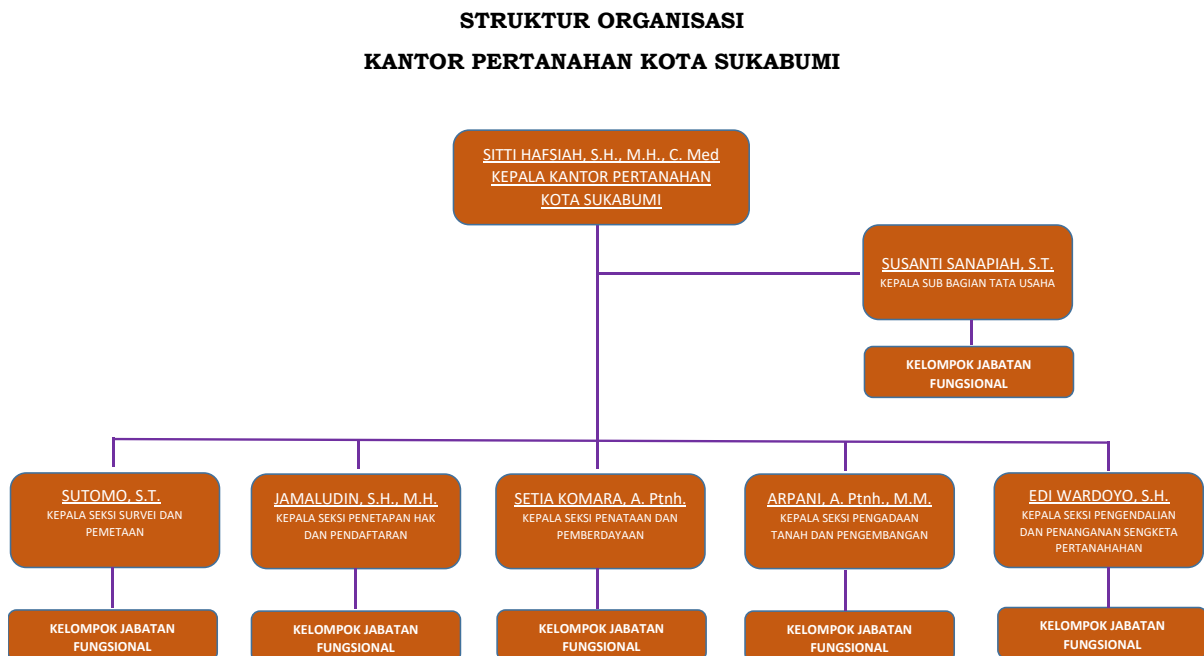 STRUKTUR ORGANISASI
KANTOR PERTANAHAN KOTA SUKABUMI
SITTI HAFSIAH, S.H., M.H., C. Med
KEPALA KANTOR PERTANAHAN
KOTA SUKABUMI
SUSANTI SANAPIAH, S.T.
KEPALA SUB BAGIAN TATA USAHA
KELOMPOK JABATAN
FUNGSIONAL
SUTOMO, S.T.
KEPALA SEKSI SURVEI DAN
PEMETAAN
JAMALUDIN, S.H., M.H.
KEPALA SEKSI PENETAPAN HAK
DAN PENDAFTARAN
SETIA KOMARA, A. Ptnh.
KEPALA SEKSI PENATAAN DAN
PEMBERDAYAAN
ARPANI, A. Ptnh., M.M.
KEPALA SEKSI PENGADAAN
TANAH DAN PENGEMBANGAN
EDI WARDOYO, S.H.
KEPALA SEKSI PENGENDALIAN
DAN PENANGANAN SENGKETA
PERTANAHAHAN
KELOMPOK JABATAN
FUNGSIONAL
KELOMPOK JABATAN
FUNGSIONAL
KELOMPOK JABATAN
FUNGSIONAL
KELOMPOK JABATAN
FUNGSIONAL
KELOMPOK JABATAN
FUNGSIONAL